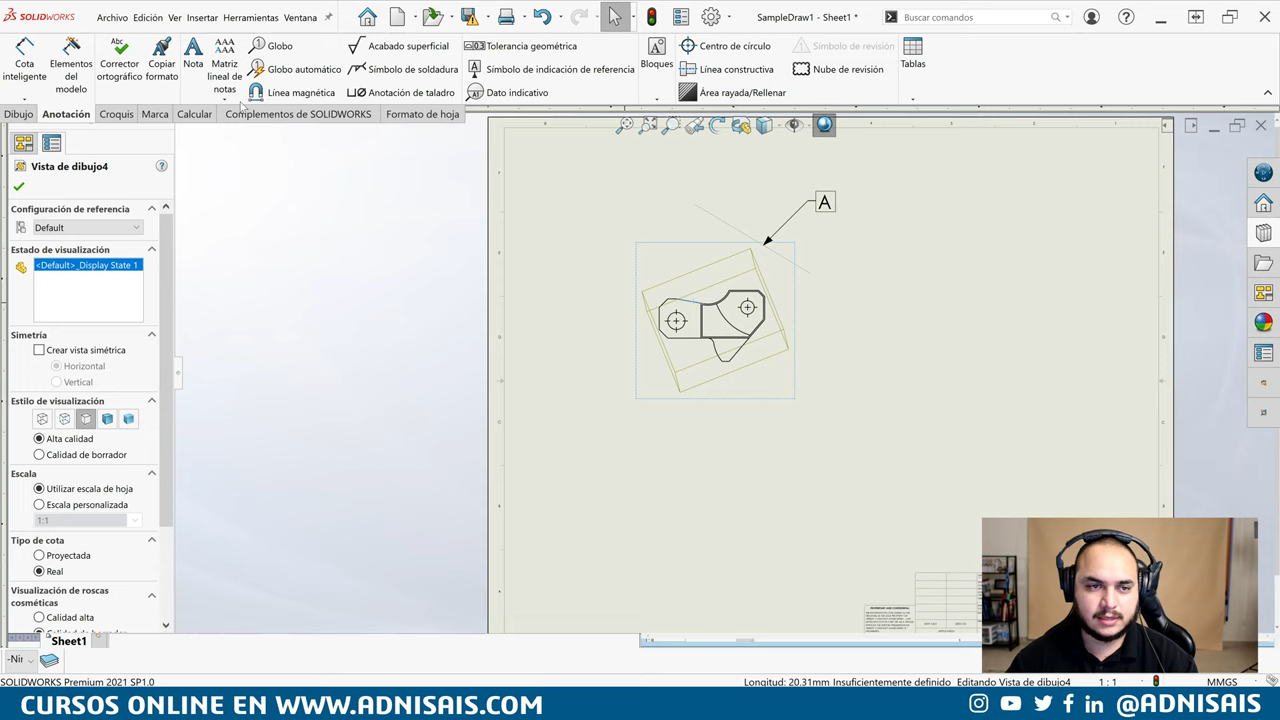 SOLIDWORKS
Archivo Edición Ver Insertar Herramientas Ventana
SampleDraw1 - Sheet1 *
Buscar comandos
Cota inteligente
Elementos del modelo
Corrector ortográfico
Copiar formato
Nota
Matriz lineal de notas
Globo
Globo automático
Línea magnética
Acabado superficial
Símbolo de soldadura
Anotación de taladro
Tolerancia geométrica
Símbolo de indicación de referencia
Dato indicativo
Bloques
Centro de círculo
Línea constructiva
Área rayada/Rellenar
Símbolo de revisión
Nube de revisión
Tablas
Dibujo Anotación Croquis Marca Calcular Complementos de SOLIDWORKS Formato de hoja
Vista de dibujo4
Configuración de referencia
Default
Estado de visualización
<Default>_Display State 1
Simetría
Crear vista simétrica
Horizontal
Vertical
Estilo de visualización
Alta calidad
Calidad de borrador
Escala
Utilizar escala de hoja
Escala personalizada
1:1
Tipo de cota
Proyectada
Real
Visualización de roscas cosméticas
Calidad alta
A
Sheet1
SOLIDWORKS Premium 2021 SP1.0
Longitud: 20.31mm Insuficientemente definido Editando Vista de dibujo4 1 : 1 MMGS
CURSOS ONLINE EN WWW.ADNISAIS.COM
@ADNISAIS